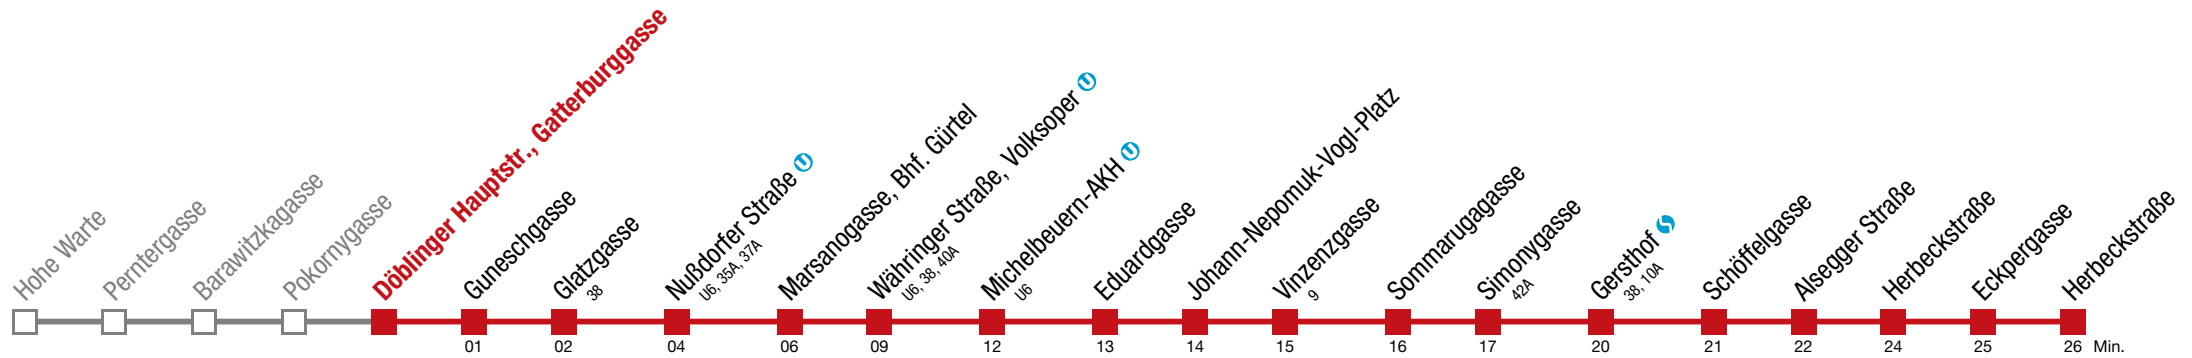 Hohe Warte
Perntergasse
Barawitzkagasse
Pokornygasse
Döblinger Hauptstr., Gatterburggasse
Guneschgasse
01
Glatzgasse
38
02
Nußdorfer Straße U
U6, 35A, 37A
04
Marsanogasse, Bhf. Gürtel
06
Währinger Straße, Volksoper U
U6, 38, 40A
09
Michelbeuern-AKH U
U6
12
Eduardgasse
13
Johann-Nepomuk-Vogl-Platz
14
Vinzenzgasse
9
15
Sommarugagasse
16
Simonygasse
42A
17
Gersthof S
38, 10A
20
Schöffelgasse
21
Alsegger Straße
22
Herbeckstraße
24
Eckpergasse
25
Herbeckstraße
26 Min.